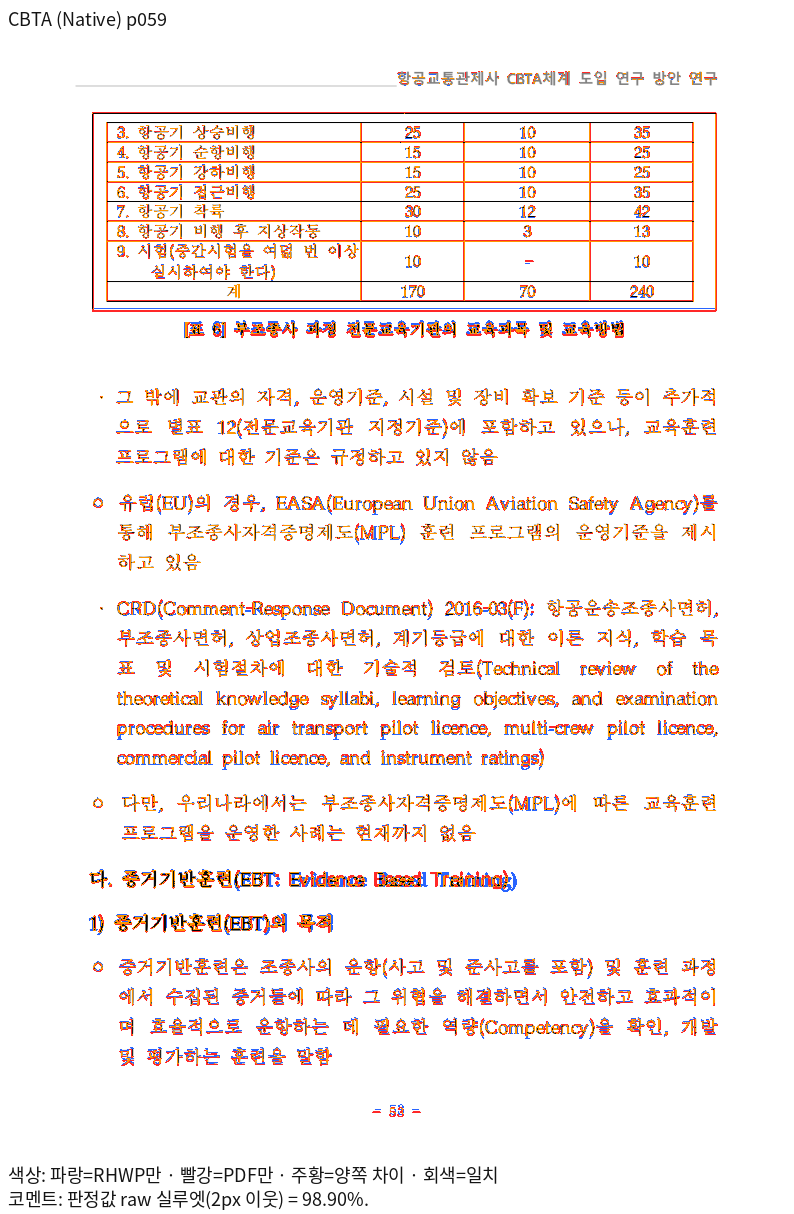 CBTA (Native) p059
항공교통관제사 CBTA체계 도입 연구 방안 연구
3. 항공기 상승비행 25 10 35
4. 항공기 순항비행 15 10 25
5. 항공기 강하비행 15 10 25
6. 항공기 접근비행 25 10 35
7. 항공기 착륙 30 12 42
8. 항공기 비행 후 지상작동 10 3 13
9. 시험(중간시험을 여덟 번 이상
실시하여야 한다) 10 - 10
계 170 70 240
[표 6] 부조종사 과정 전문교육기관의 교육과목 및 교육방법
· 그 밖에 교관의 자격, 운영기준, 시설 및 장비 확보 기준 등이 추가적
으로 별표 12(전문교육기관 지정기준)에 포함하고 있으나, 교육훈련
프로그램에 대한 기준은 규정하고 있지 않음
○ 유럽(EU)의 경우, EASA(European Union Aviation Safety Agency)를
통해 부조종사자격증명제도(MPL) 훈련 프로그램의 운영기준을 제시
하고 있음
· CRD(Comment-Response Document) 2016-03(F): 항공운송조종사면허,
부조종사면허, 상업조종사면허, 계기등급에 대한 이론 지식, 학습 목
표 및 시험절차에 대한 기술적 검토(Technical review of the
theoretical knowledge syllabi, learning objectives, and examination
procedures for air transport pilot licence, multi-crew pilot licence,
commercial pilot licence, and instrument ratings)
○ 다만, 우리나라에서는 부조종사자격증명제도(MPL)에 따른 교육훈련
프로그램을 운영한 사례는 현재까지 없음
다. 증거기반훈련(EBT: Evidence Based Training)
1) 증거기반훈련(EBT)의 목적
○ 증거기반훈련은 조종사의 운항(사고 및 준사고를 포함) 및 훈련 과정
에서 수집된 증거들에 따라 그 위험을 해결하면서 안전하고 효과적이
며 효율적으로 운항하는 데 필요한 역량(Competency)을 확인, 개발
및 평가하는 훈련을 말함
색상: 파랑=RHWP만 · 빨강=PDF만 · 주황=양쪽 차이 · 회색=일치
코멘트: 판정값 raw 실루엣(2px 이웃) = 98.90%.